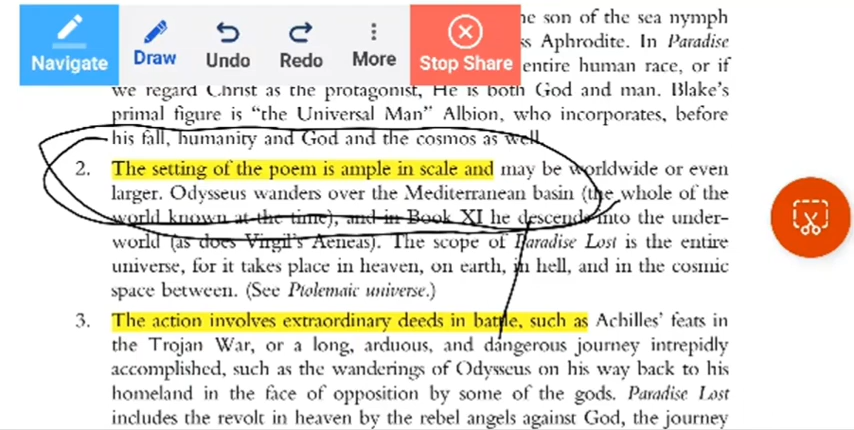 Navigate
Draw
Undo
Redo
More
Stop Share
he son of the sea nymph
ss Aphrodite. In Paradise
entire human race, or if
we regard Christ as the protagonist, He is both God and man. Blake's
primal figure is "the Universal Man" Albion, who incorporates, before
his fall, humanity and God and the cosmos as well.
2. The setting of the poem is ample in scale and may be worldwide or even
larger. Odysseus wanders over the Mediterranean basin (the whole of the
world known at the time), and in Book XI he descends into the under-
world (as does Virgil's Aeneas). The scope of Paradise Lost is the entire
universe, for it takes place in heaven, on earth, in hell, and in the cosmic
space between. (See Ptolemaic universe.)
3. The action involves extraordinary deeds in battle, such as Achilles' feats in
the Trojan War, or a long, arduous, and dangerous journey intrepidly
accomplished, such as the wanderings of Odysseus on his way back to his
homeland in the face of opposition by some of the gods. Paradise Lost
includes the revolt in heaven by the rebel angels against God, the journey